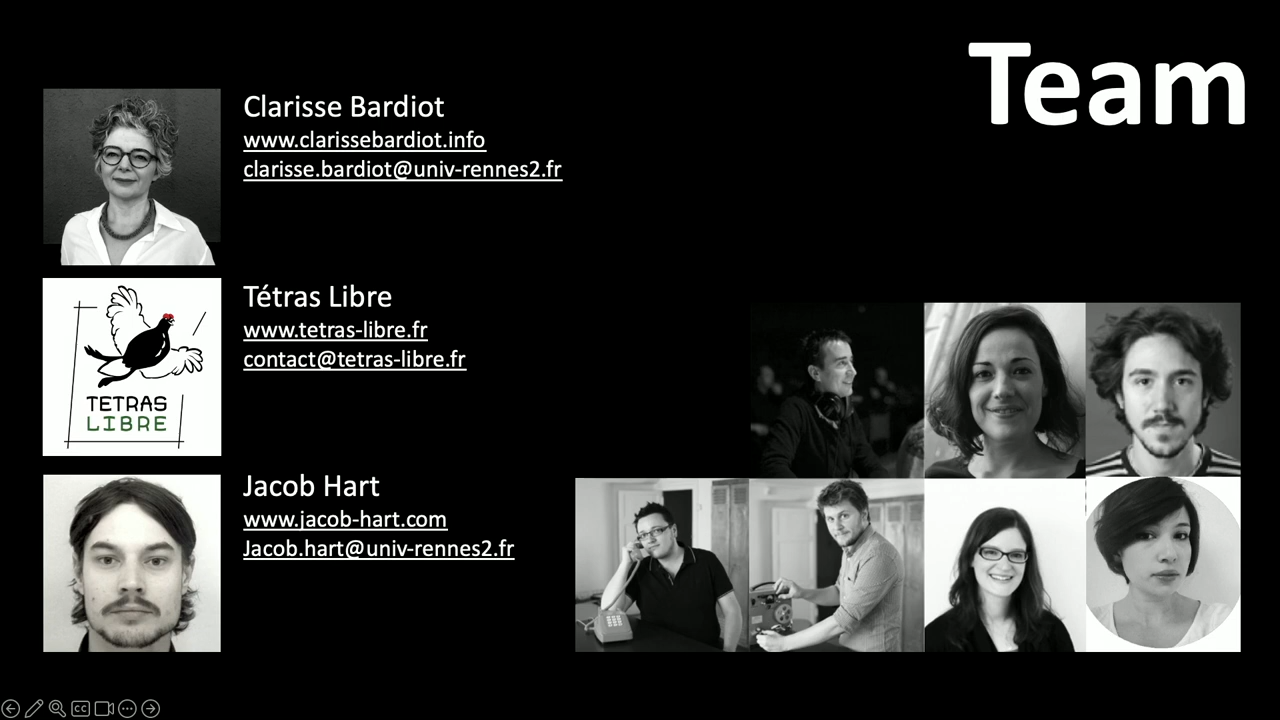 Team
Clarisse Bardiot
www.clarissebardiot.info
clarisse.bardiot@univ-rennes2.fr
Tétras Libre
www.tetras-libre.fr
contact@tetras-libre.fr
TETRAS
LIBRE
Jacob Hart
www.jacob-hart.com
Jacob.hart@univ-rennes2.fr
CC